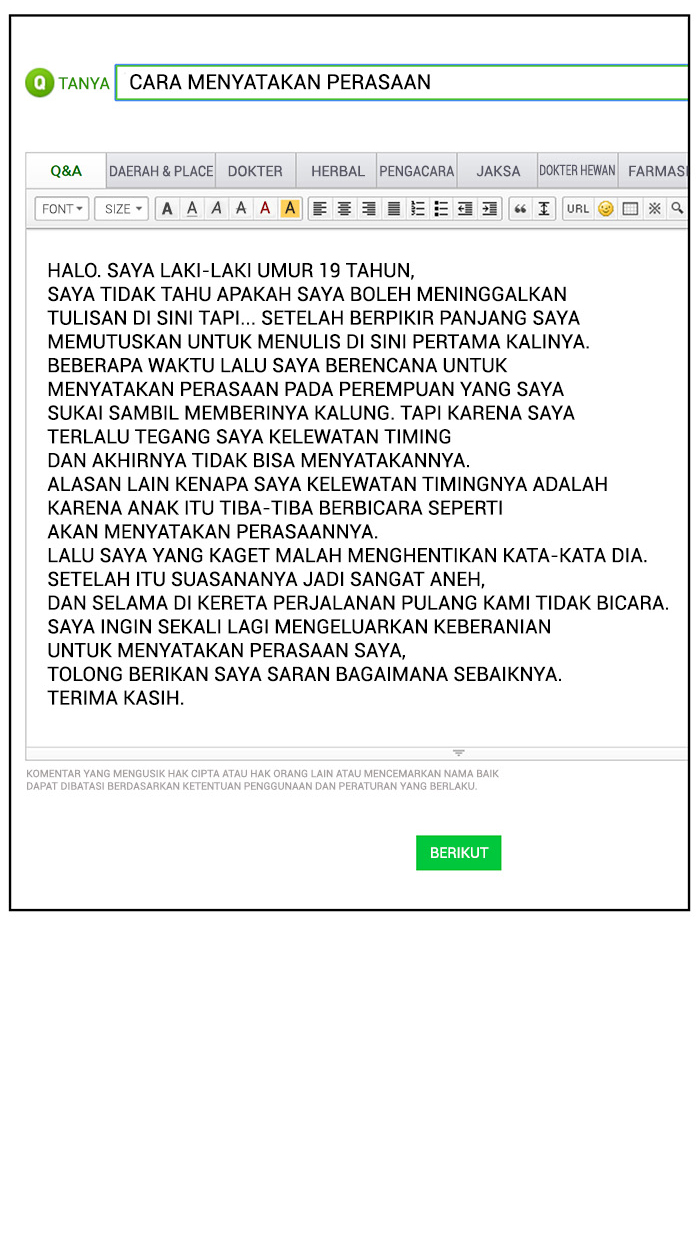 Q TANYA CARA MENYATAKAN PERASAAN
Q&A DAERAH & PLACE DOKTER HERBAL PENGACARA JAKSA DOKTER HEWAN FARMASI
FONT SIZE A A A A A A URL
HALO. SAYA LAKI-LAKI UMUR 19 TAHUN,
SAYA TIDAK TAHU APAKAH SAYA BOLEH MENINGGALKAN
TULISAN DI SINI TAPI... SETELAH BERPIKIR PANJANG SAYA
MEMUTUSKAN UNTUK MENULIS DI SINI PERTAMA KALINYA.
BEBERAPA WAKTU LALU SAYA BERENCANA UNTUK
MENYATAKAN PERASAAN PADA PEREMPUAN YANG SAYA
SUKAI SAMBIL MEMBERINYA KALUNG. TAPI KARENA SAYA
TERLALU TEGANG SAYA KELEWATAN TIMING
DAN AKHIRNYA TIDAK BISA MENYATAKANNYA.
ALASAN LAIN KENAPA SAYA KELEWATAN TIMINGNYA ADALAH
KARENA ANAK ITU TIBA-TIBA BERBICARA SEPERTI
AKAN MENYATAKAN PERASAANNYA.
LALU SAYA YANG KAGET MALAH MENGHENTIKAN KATA-KATA DIA.
SETELAH ITU SUASANANYA JADI SANGAT ANEH,
DAN SELAMA DI KERETA PERJALANAN PULANG KAMI TIDAK BICARA.
SAYA INGIN SEKALI LAGI MENGELUARKAN KEBERANIAN
UNTUK MENYATAKAN PERASAAN SAYA,
TOLONG BERIKAN SAYA SARAN BAGAIMANA SEBAIKNYA.
TERIMA KASIH.
KOMENTAR YANG MENGUSIK HAK CIPTA ATAU HAK ORANG LAIN ATAU MENCEMARKAN NAMA BAIK
DAPAT DIBATASI BERDASARKAN KETENTUAN PENGGUNAAN DAN PERATURAN YANG BERLAKU.
BERIKUT